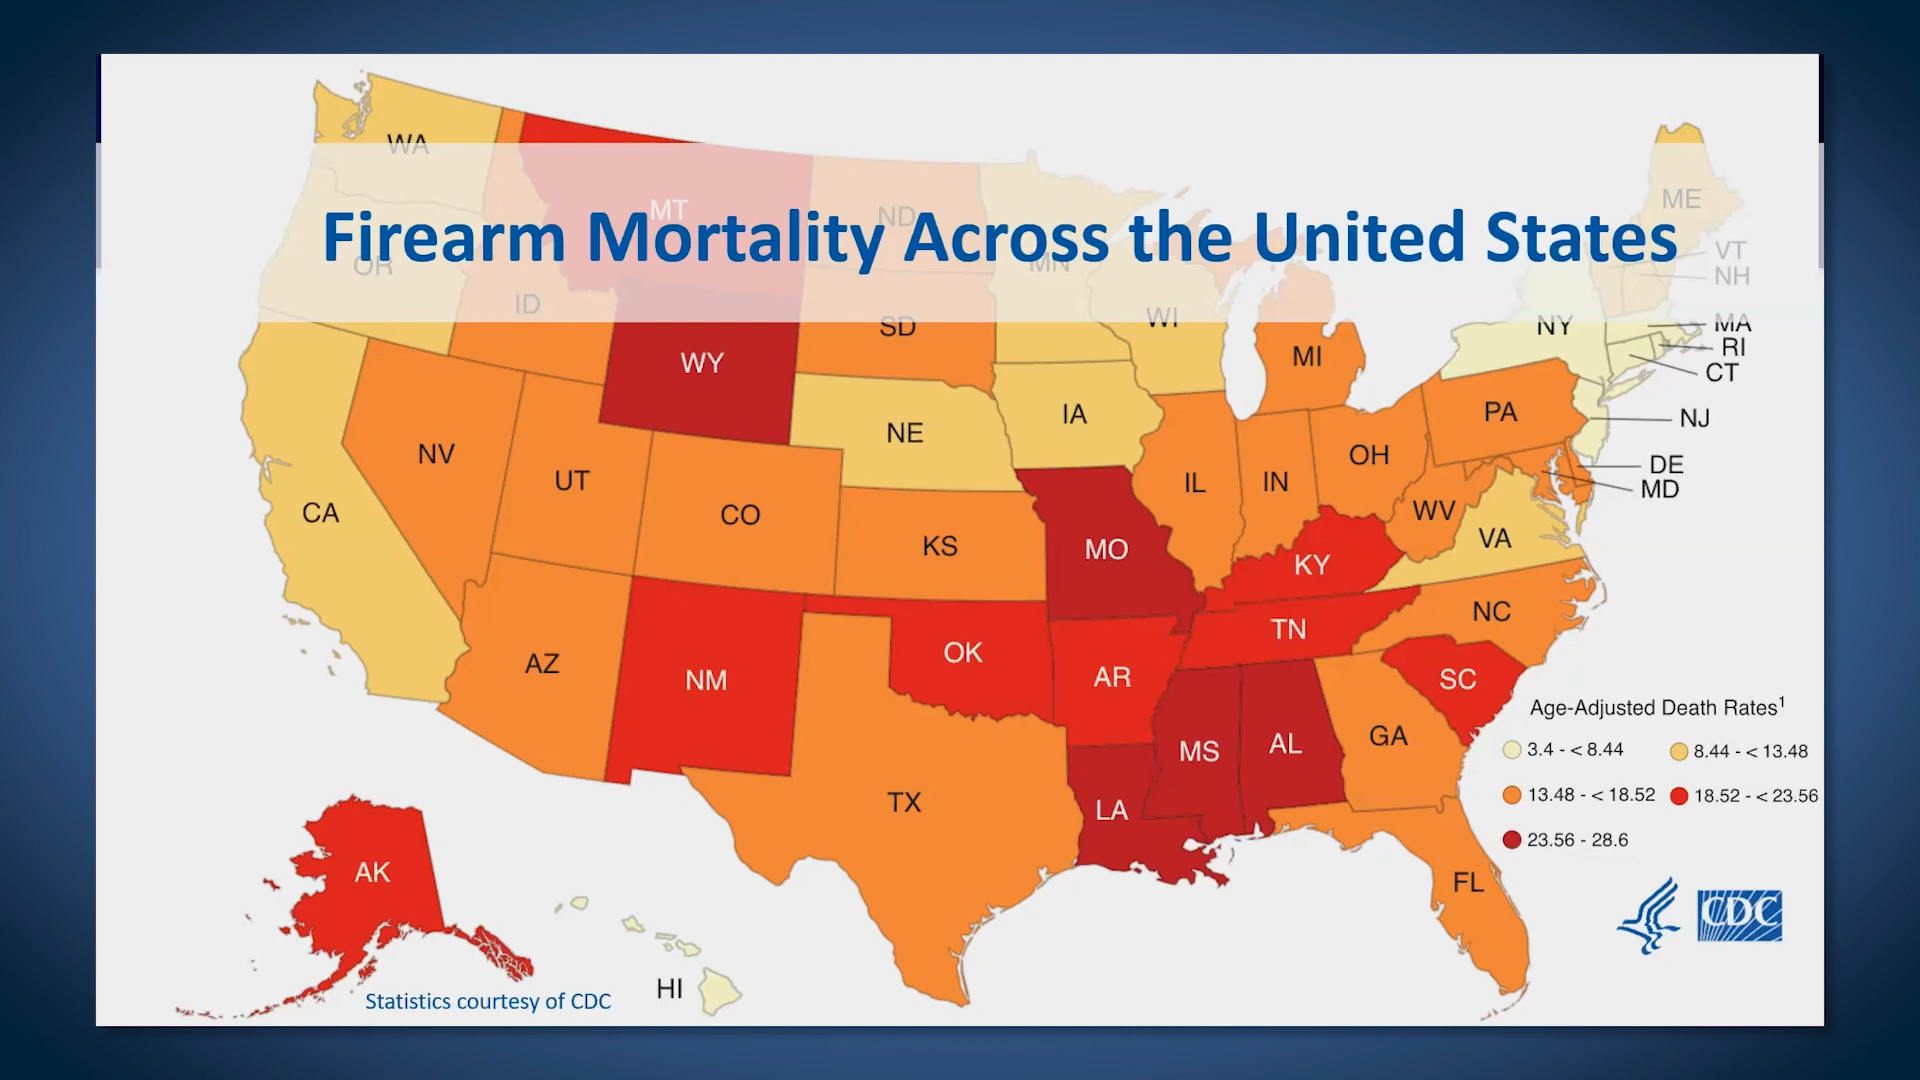 Firearm Mortality Across the United States
WA
MT
ND
ME
OR
MN
VT
NH
ID
WI
SD
NY
MA
RI
CT
WY
MI
IA
NE
PA
NJ
NV
UT
OH
IL
IN
DE
MD
CA
CO
KS
MO
WV
VA
KY
NC
TN
AZ
NM
OK
AR
SC
MS
AL
GA
TX
LA
FL
AK
HI
Age-Adjusted Death Rates¹
3.4 - < 8.44
8.44 - < 13.48
13.48 - < 18.52
18.52 - < 23.56
23.56 - 28.6
CDC
Statistics courtesy of CDC